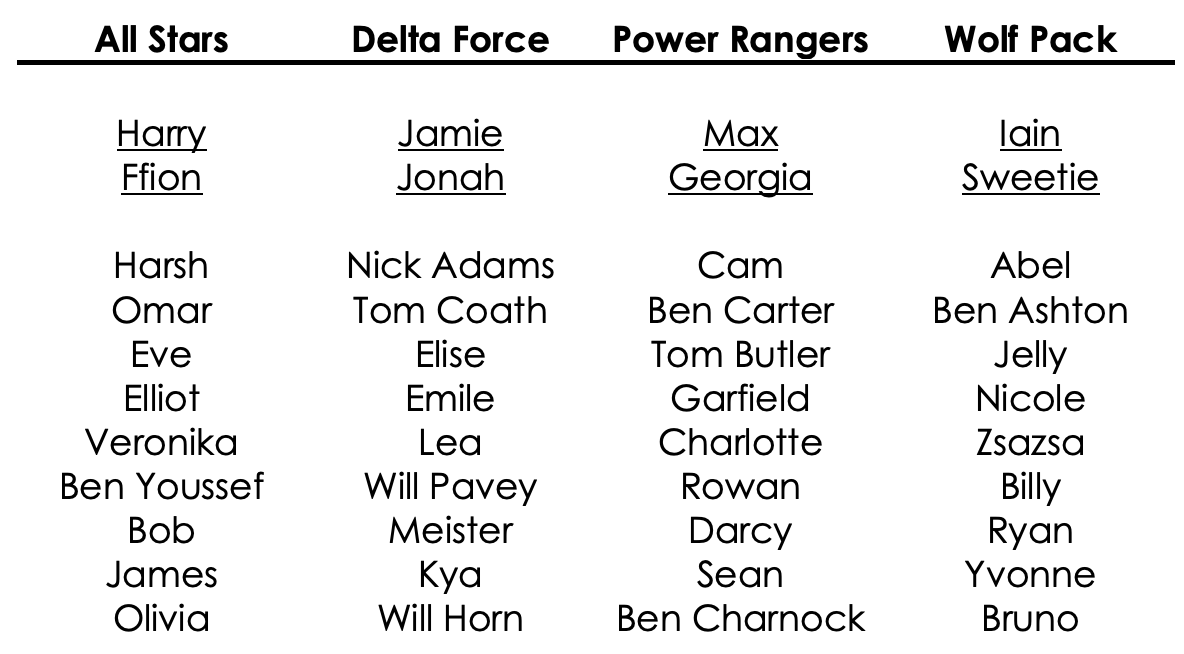 All Stars Delta Force Power Rangers Wolf Pack
Harry Jamie Max Iain
Ffion Jonah Georgia Sweetie
Harsh Nick Adams Cam Abel
Omar Tom Coath Ben Carter Ben Ashton
Eve Elise Tom Butler Jelly
Elliot Emile Garfield Nicole
Veronika Lea Charlotte Zsazsa
Ben Youssef Will Pavey Rowan Billy
Bob Meister Darcy Ryan
James Kya Sean Yvonne
Olivia Will Horn Ben Charnock Bruno